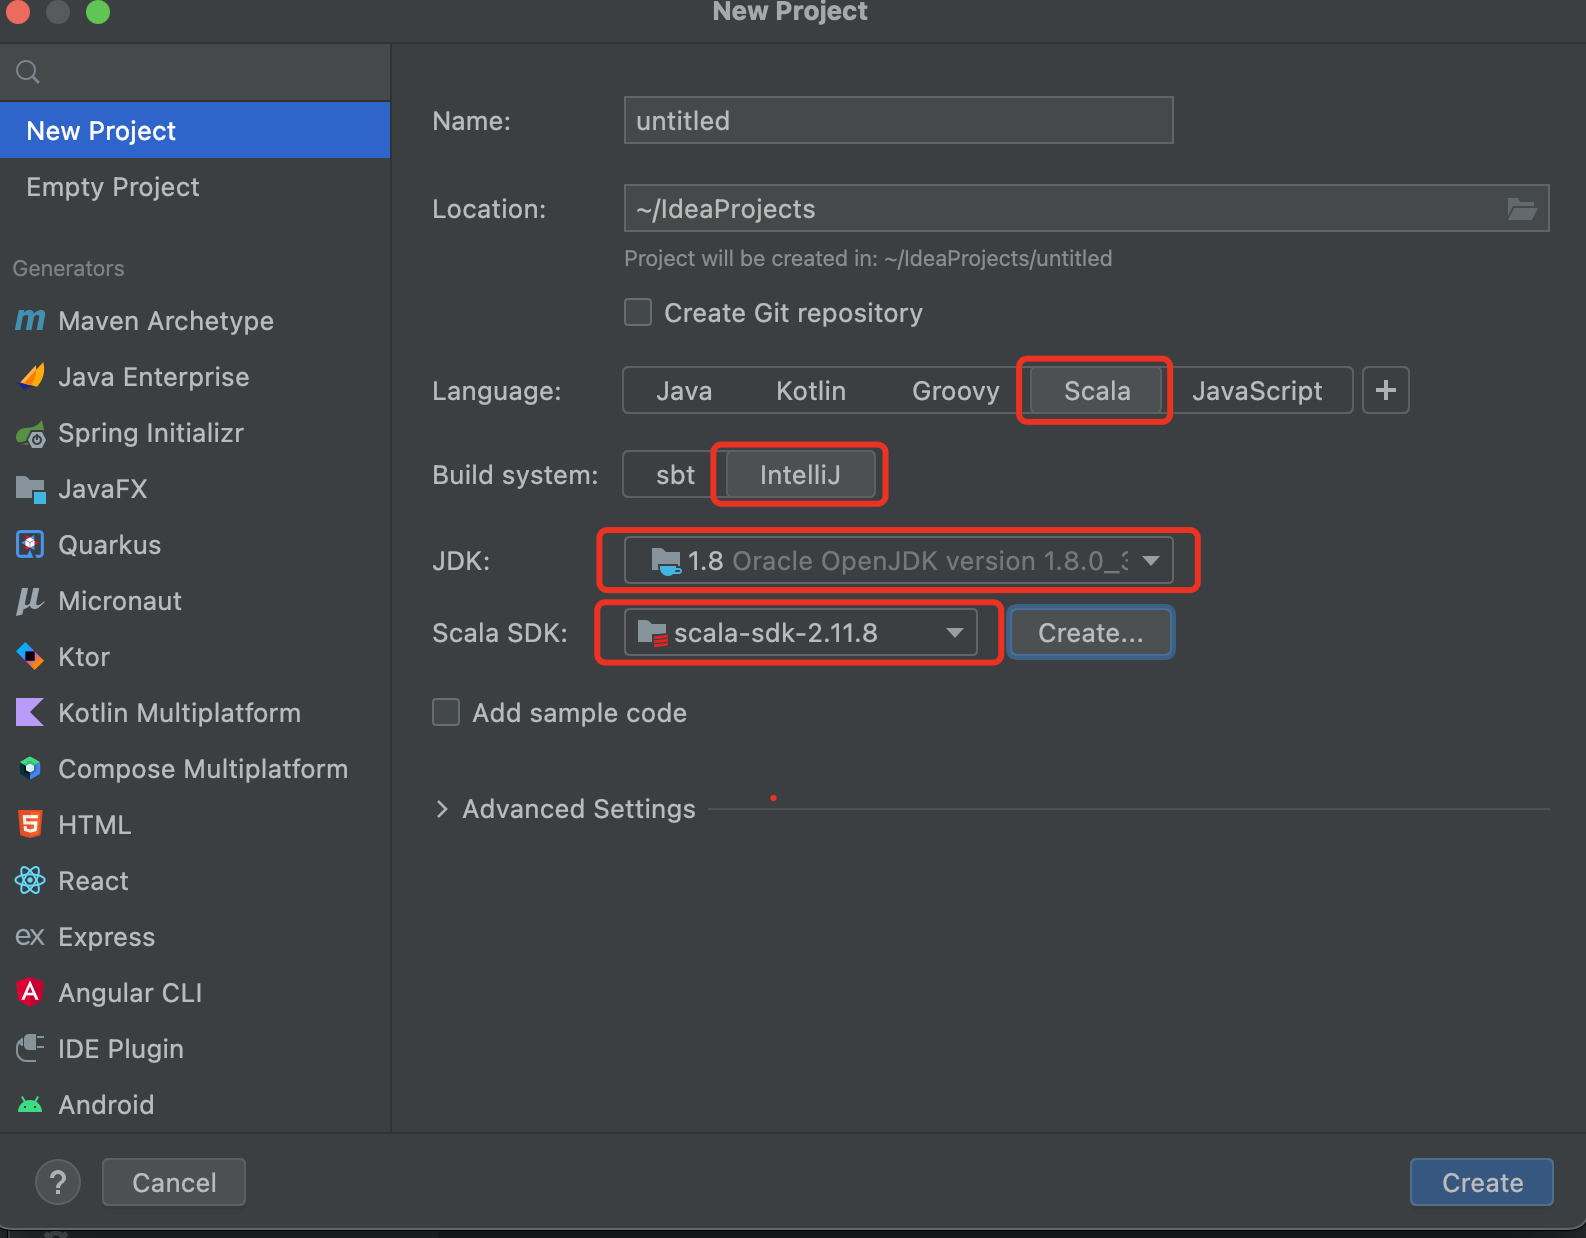 New Project
New Project
Empty Project
Generators
Maven Archetype
Java Enterprise
Spring Initializr
JavaFX
Quarkus
Micronaut
Ktor
Kotlin Multiplatform
Compose Multiplatform
HTML
React
ex Express
Angular CLI
IDE Plugin
Android
Name: untitled
Location: ~/IdeaProjects
Project will be created in: ~/IdeaProjects/untitled
Create Git repository
Language: Java Kotlin Groovy Scala JavaScript +
Build system: sbt IntelliJ
JDK: 1.8 Oracle OpenJDK version 1.8.0_3
Scala SDK: scala-sdk-2.11.8 Create...
Add sample code
Advanced Settings
? Cancel Create